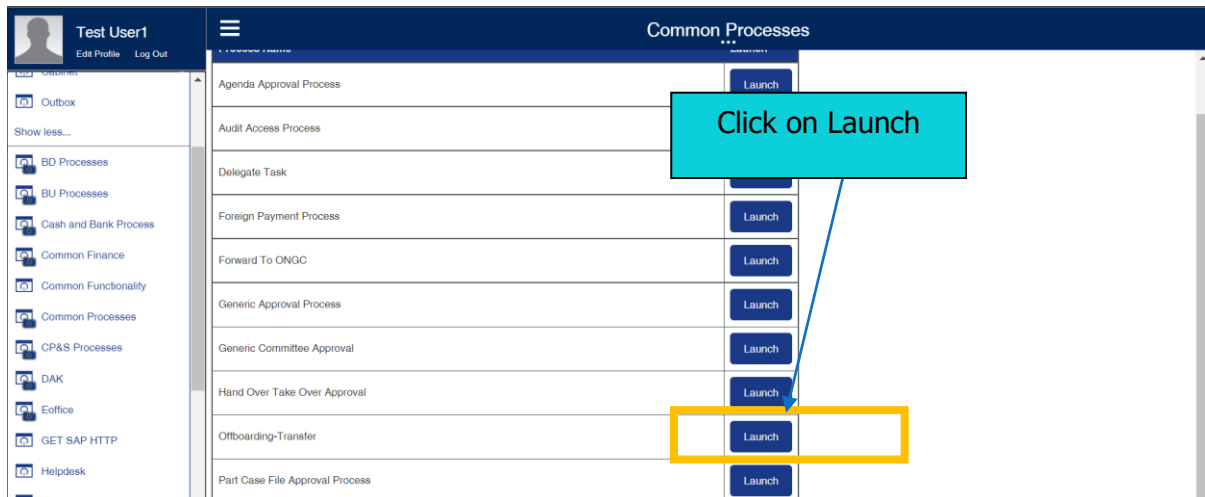 Test User1
Edit Profile Log Out
Common Processes
Cabinet
Outbox
Show less...
BD Processes
BU Processes
Cash and Bank Process
Common Finance
Common Functionality
Common Processes
CP&S Processes
DAK
Eoffice
GET SAP HTTP
Helpdesk
Process Name Launch
Agenda Approval Process Launch
Audit Access Process
Click on Launch
Delegate Task
Foreign Payment Process Launch
Forward To ONGC Launch
Generic Approval Process Launch
Generic Committee Approval Launch
Hand Over Take Over Approval Launch
Offboarding-Transfer Launch
Part Case File Approval Process Launch